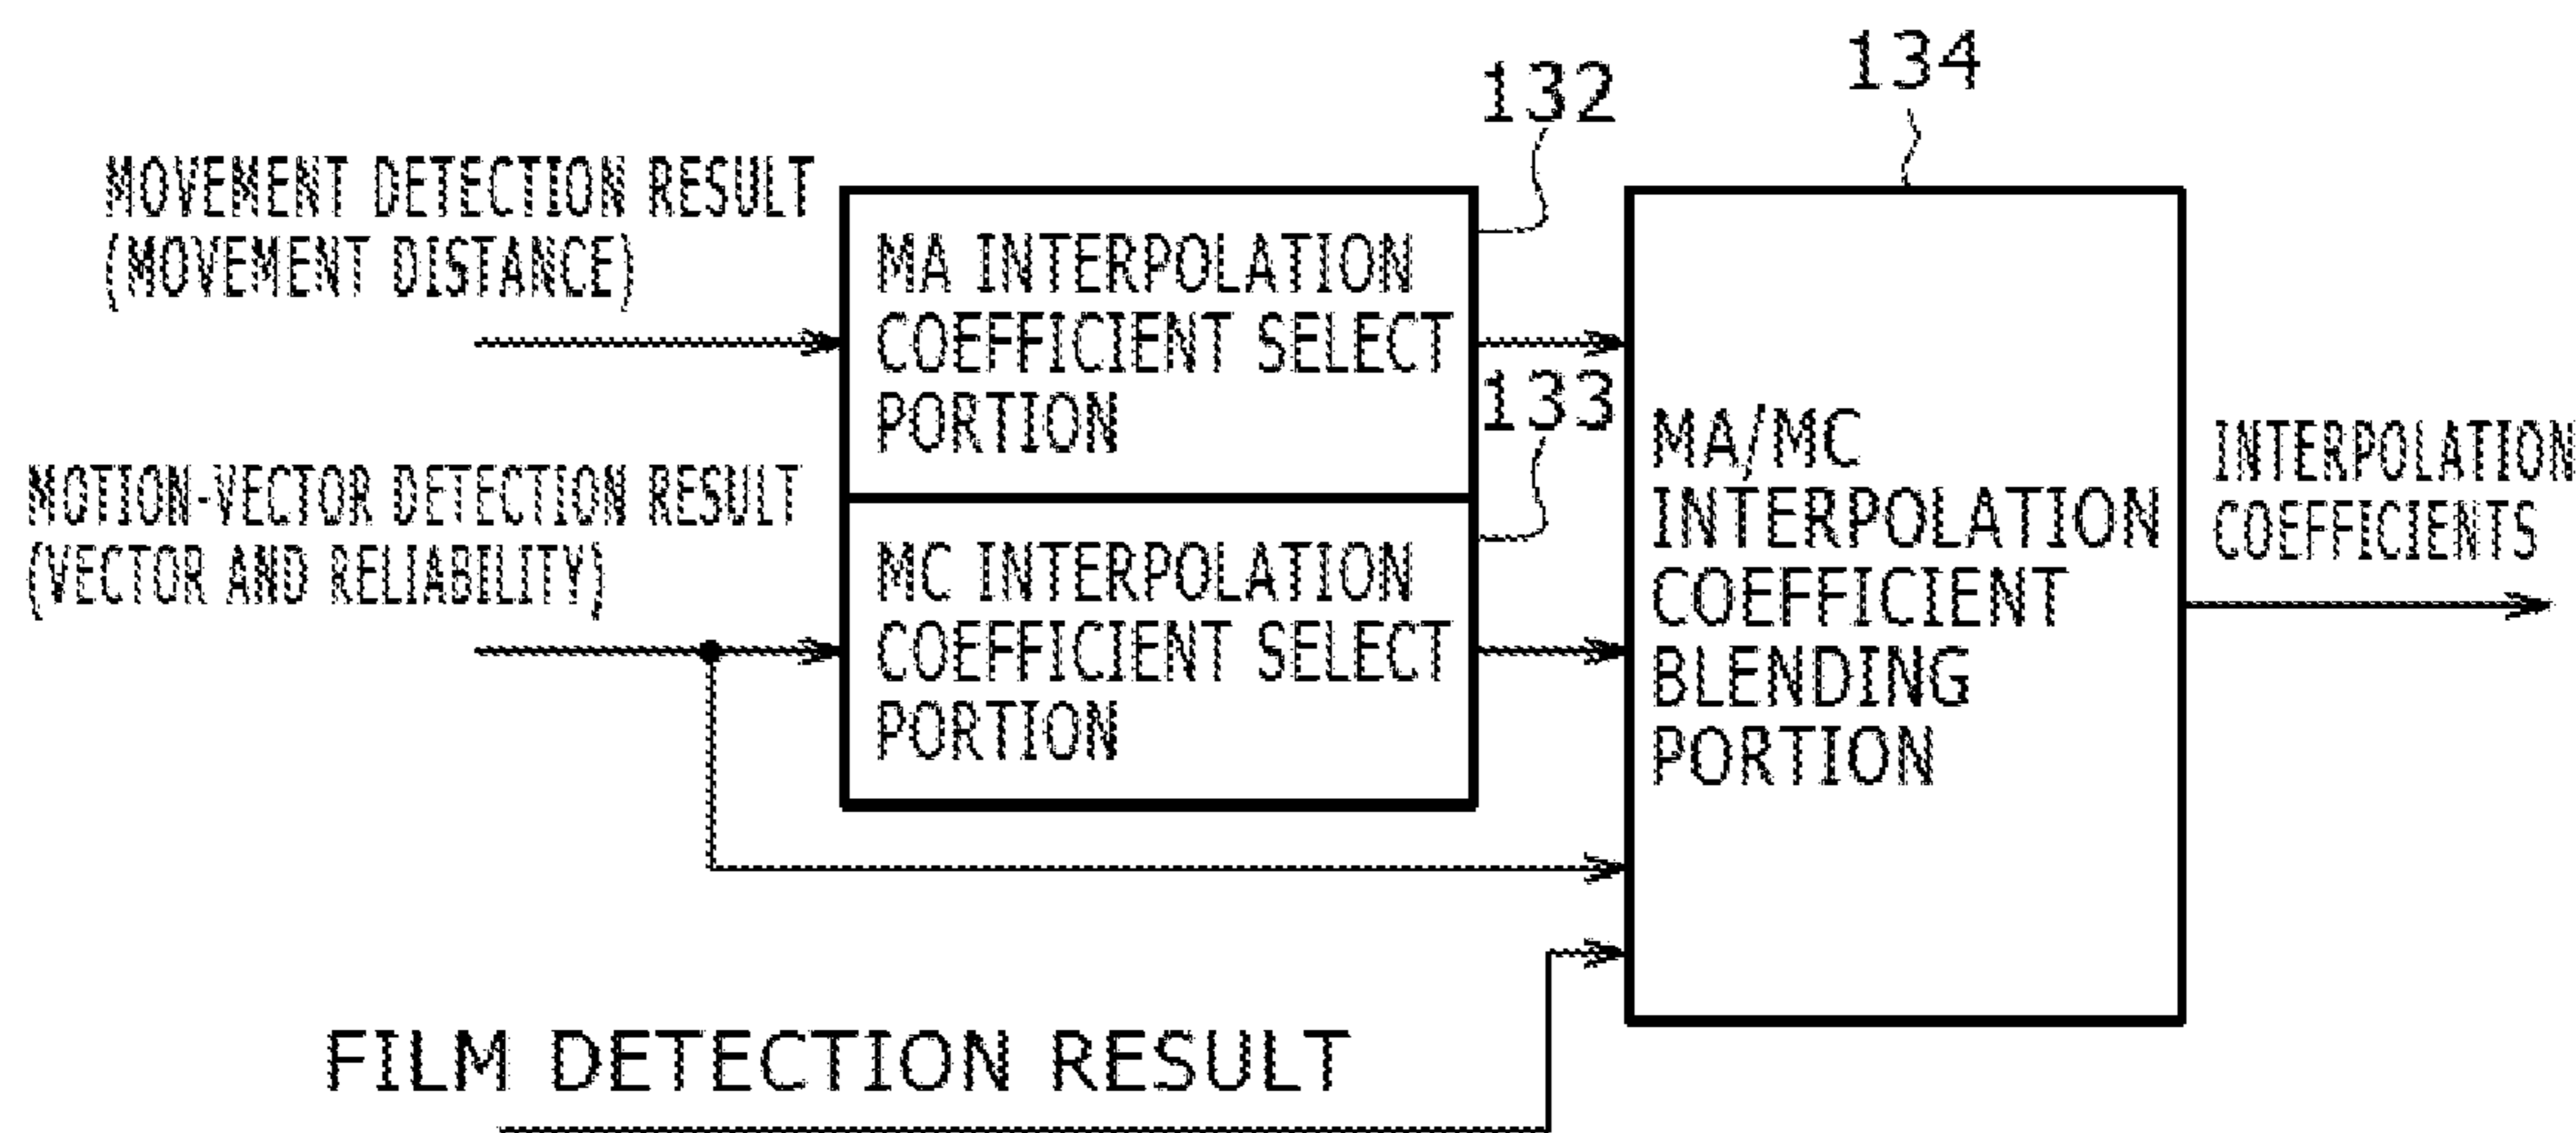 132
134
MOVEMENT DETECTION RESULT
(MOVEMENT DISTANCE)
MA INTERPOLATION
COEFFICIENT SELECT
PORTION
133
MOTION-VECTOR DETECTION RESULT
(VECTOR AND RELIABILITY)
MC INTERPOLATION
COEFFICIENT SELECT
PORTION
MA/MC
INTERPOLATION
COEFFICIENT
BLENDING
PORTION
INTERPOLATION
COEFFICIENTS
FILM DETECTION RESULT